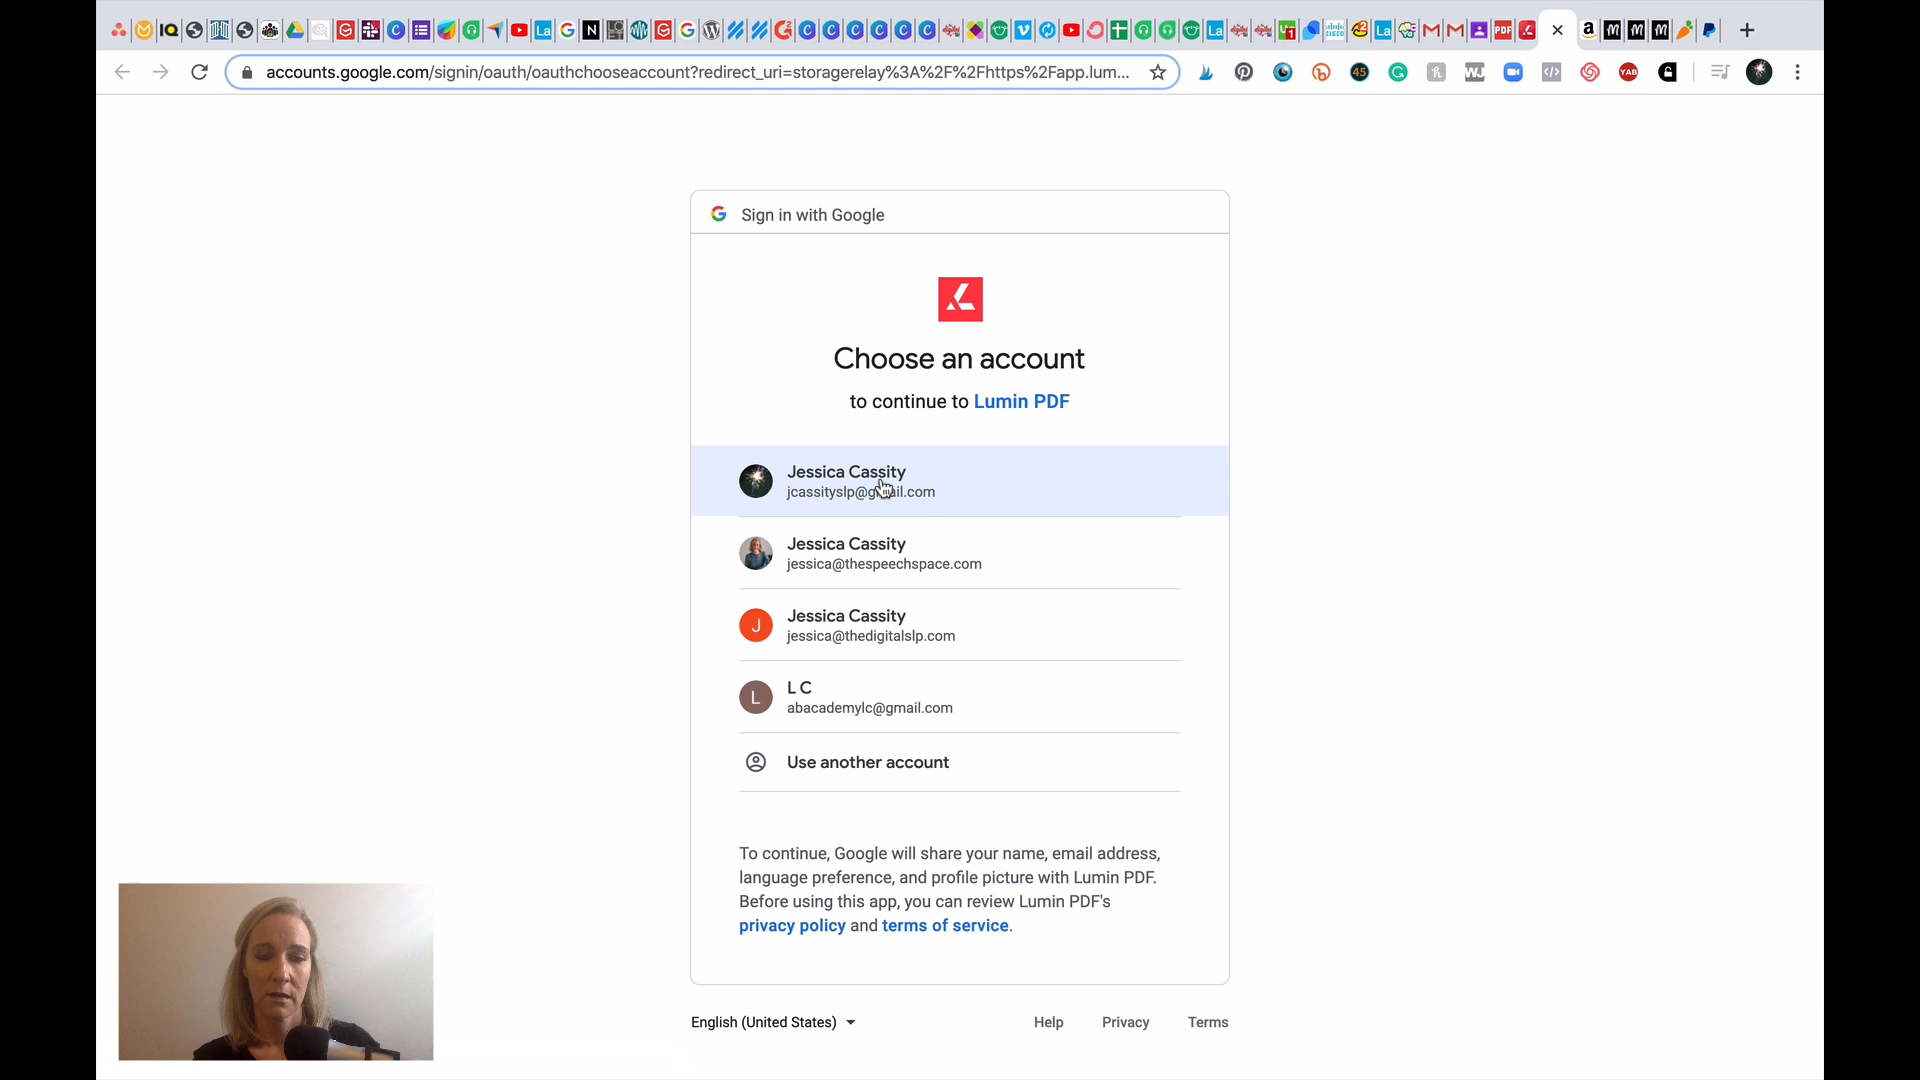 accounts.google.com/signin/oauth/oauthchooseaccount?redirect_uri=storagerelay%3A%2F%2Fhttps%2Fapp.lum...
Sign in with Google
Choose an account
to continue to Lumin PDF
Jessica Cassity
jcassityslp@gmail.com
Jessica Cassity
jessica@thespeechspace.com
J
Jessica Cassity
jessica@thedigitalslp.com
L
L C
abacademylc@gmail.com
Use another account
To continue, Google will share your name, email address,
language preference, and profile picture with Lumin PDF.
Before using this app, you can review Lumin PDF's
privacy policy and terms of service.
English (United States)
Help Privacy Terms